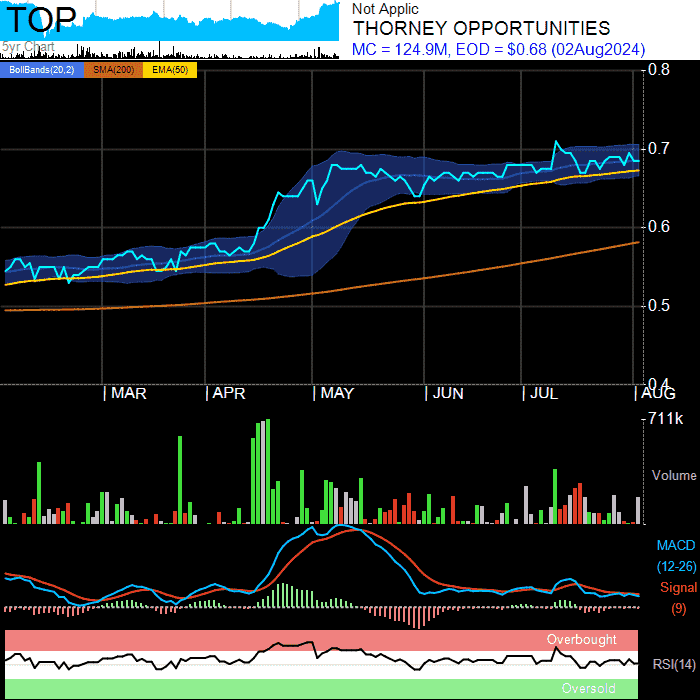 TOP
5yr Chart
Not Applic
THORNEY OPPORTUNITIES
MC = 124.9M, EOD = $0.68 (02Aug2024)
BollBands(20,2) SMA(200) EMA(50)
0.8
0.7
0.6
0.5
0.4
MAR APR MAY JUN JUL AUG
711k
Volume
MACD
(12-26)
Signal
(9)
Overbought
RSI(14)
Oversold